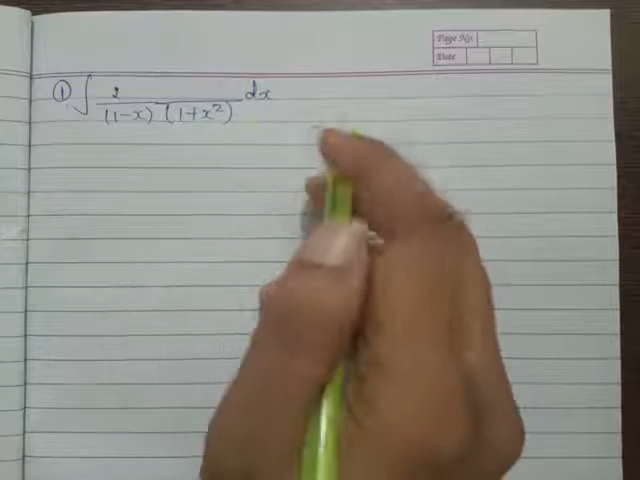 Page No.
Date
① ∫ 2 / (1-x) (1+x²) dx